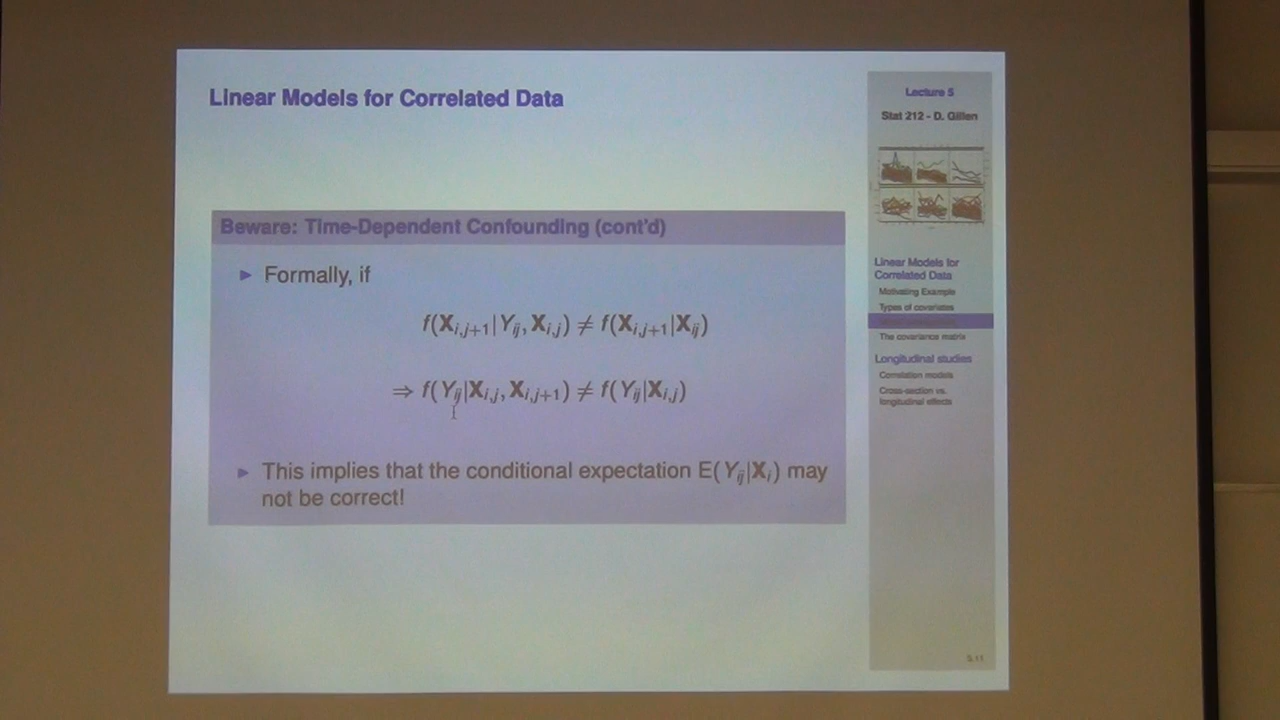 Linear Models for Correlated Data
Beware: Time-Dependent Confounding (cont'd)
► Formally, if
f(X_{i,j+1}|Y_{ij}, X_{i,j}) ≠ f(X_{i,j+1}|X_{ij})
⇒ f(Y_{ij}|X_{i,j}, X_{i,j+1}) ≠ f(Y_{ij}|X_{i,j})
► This implies that the conditional expectation E(Y_{ij}|X_i) may
not be correct!
Lecture 5
Stat 212 - D. Gillen
Linear Models for
Correlated Data
Motivating Example
Types of covariates
The covariance matrix
Longitudinal studies
Correlation models
Cross-section vs.
longitudinal effects
5.11